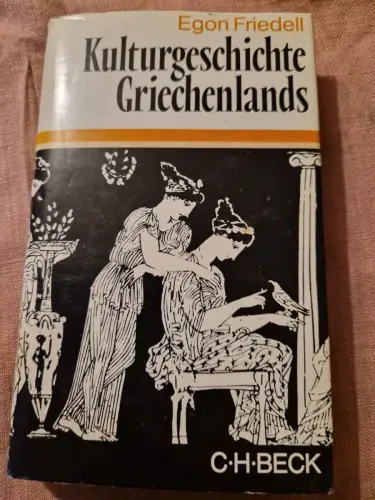 Egon Friedell
Kulturgeschichte
Griechenlands
C·H·BECK